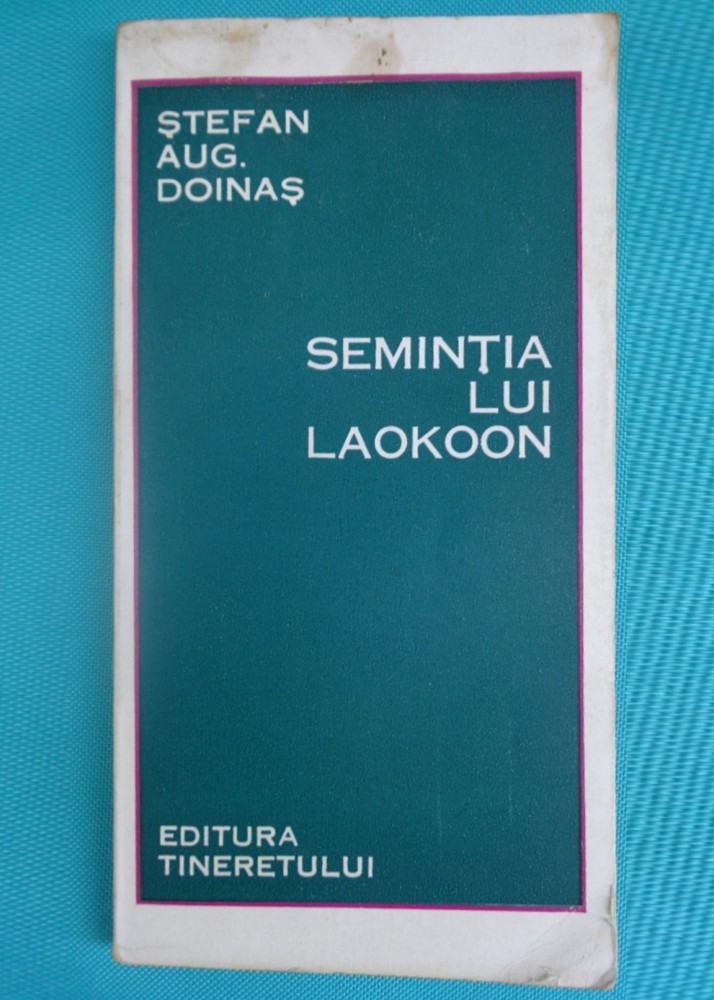 ŞTEFAN
AUG.
DOINAŞ
SEMINŢIA
LUI
LAOKOON
EDITURA
TINERETULUI